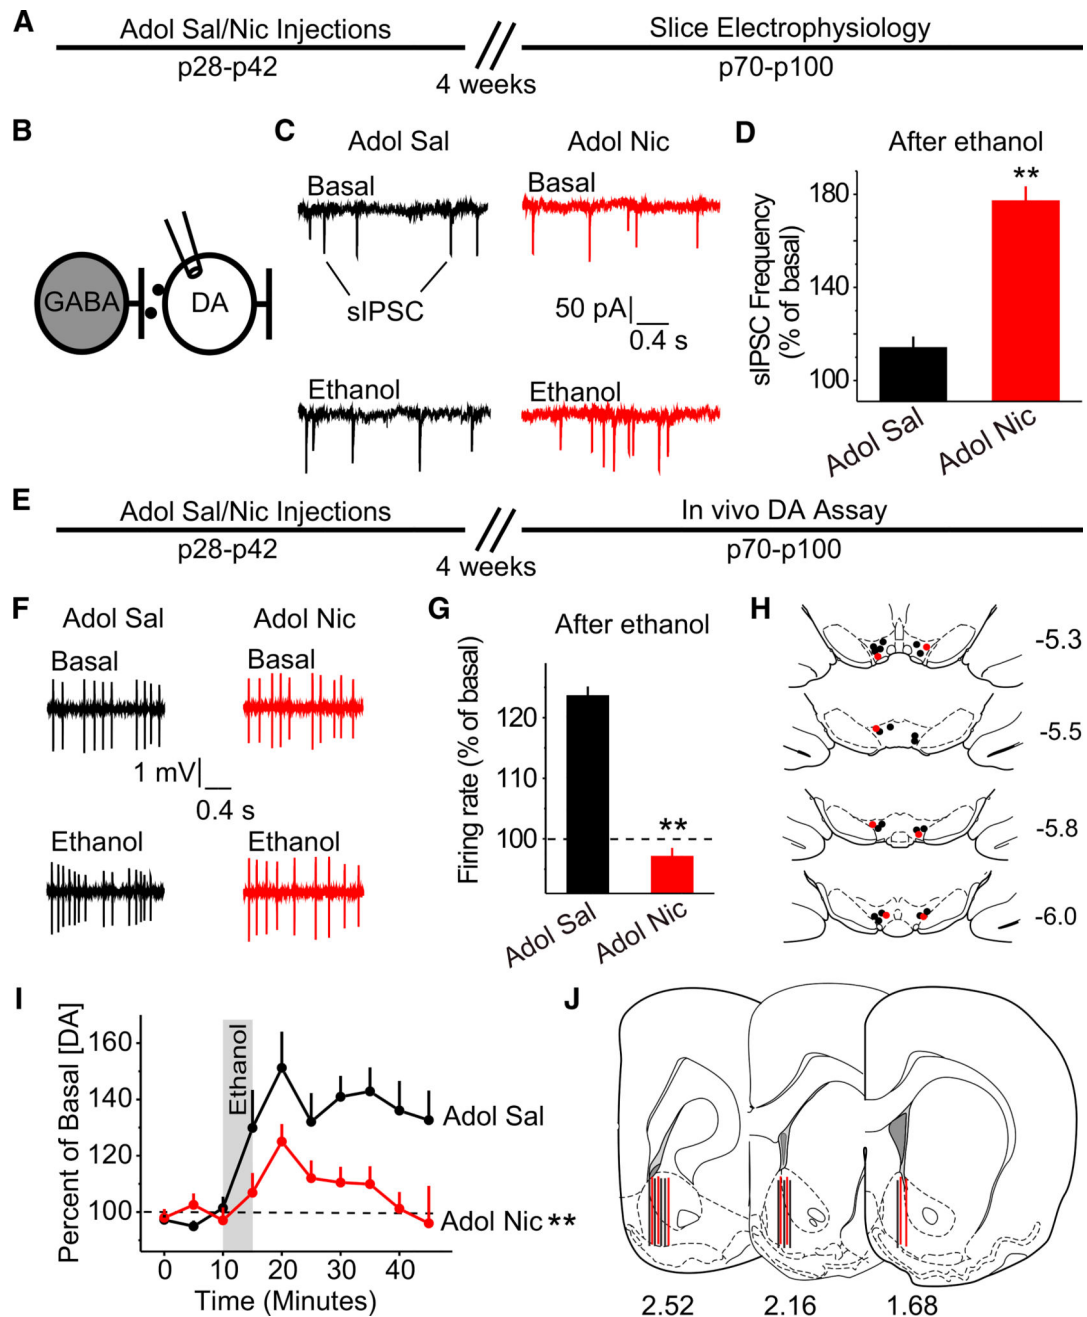 A
Adol Sal/Nic Injections
Slice Electrophysiology
p28-p42
4 weeks
p70-p100
B
GABA
DA
C
Adol Sal
Adol Nic
Basal
Basal
sIPSC
50 pA
0.4 s
Ethanol
Ethanol
D
After ethanol
**
sIPSC Frequency
(% of basal)
180
140
100
Adol Sal
Adol Nic
E
Adol Sal/Nic Injections
In vivo DA Assay
p28-p42
4 weeks
p70-p100
F
Adol Sal
Adol Nic
Basal
Basal
1 mV
0.4 s
Ethanol
Ethanol
G
After ethanol
Firing rate (% of basal)
120
110
100
**
Adol Sal
Adol Nic
H
-5.3
-5.5
-5.8
-6.0
I
Percent of Basal [DA]
160
140
120
100
Ethanol
Adol Sal
Adol Nic **
0
20
40
Time (Minutes)
J
2.52
2.16
1.68